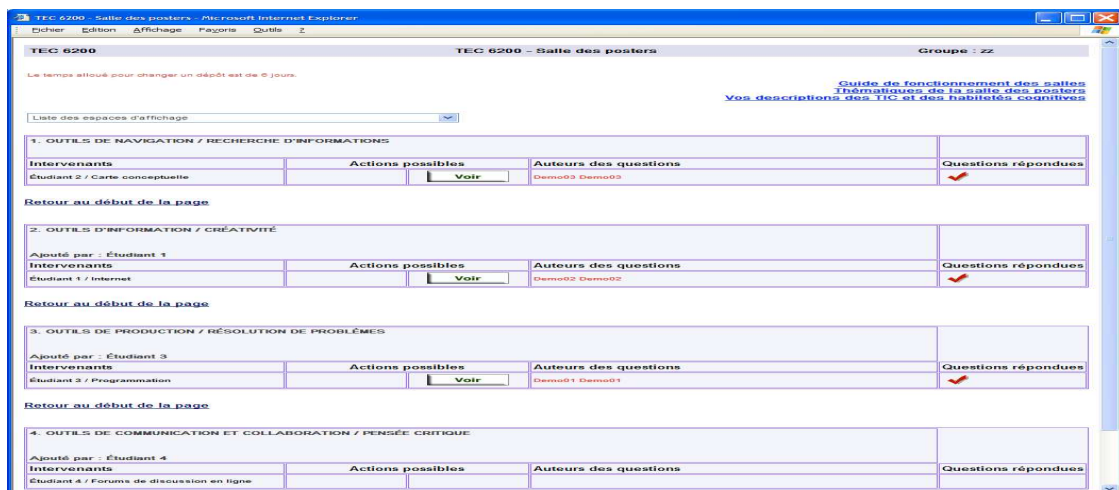 TEC 6200 - Salle des posters - Microsoft Internet Explorer
Fichier Edition Affichage Favoris Outils ?
TEC 6200 TEC 6200 - Salle des posters Groupe : zz
Le temps alloué pour changer un dépôt est de 6 jours.
Guide de fonctionnement des salles
Thématiques de la salle des posters
Vos descriptions des TIC et des habiletés cognitives
Liste des espaces d'affichage
1. OUTILS DE NAVIGATION / RECHERCHE D'INFORMATIONS
Intervenants Actions possibles Auteurs des questions Questions répondues
Étudiant 2 / Carte conceptuelle Voir Demo03 Demo03
Retour au début de la page
2. OUTILS D'INFORMATION / CRÉATIVITÉ
Ajouté par : Étudiant 1
Intervenants Actions possibles Auteurs des questions Questions répondues
Étudiant 1 / Internet Voir Demo02 Demo02
Retour au début de la page
3. OUTILS DE PRODUCTION / RÉSOLUTION DE PROBLÈMES
Ajouté par : Étudiant 3
Intervenants Actions possibles Auteurs des questions Questions répondues
Étudiant 3 / Programmation Voir Demo01 Demo01
Retour au début de la page
4. OUTILS DE COMMUNICATION ET COLLABORATION / PENSÉE CRITIQUE
Ajouté par : Étudiant 4
Intervenants Actions possibles Auteurs des questions Questions répondues
Étudiant 4 / Forums de discussion en ligne